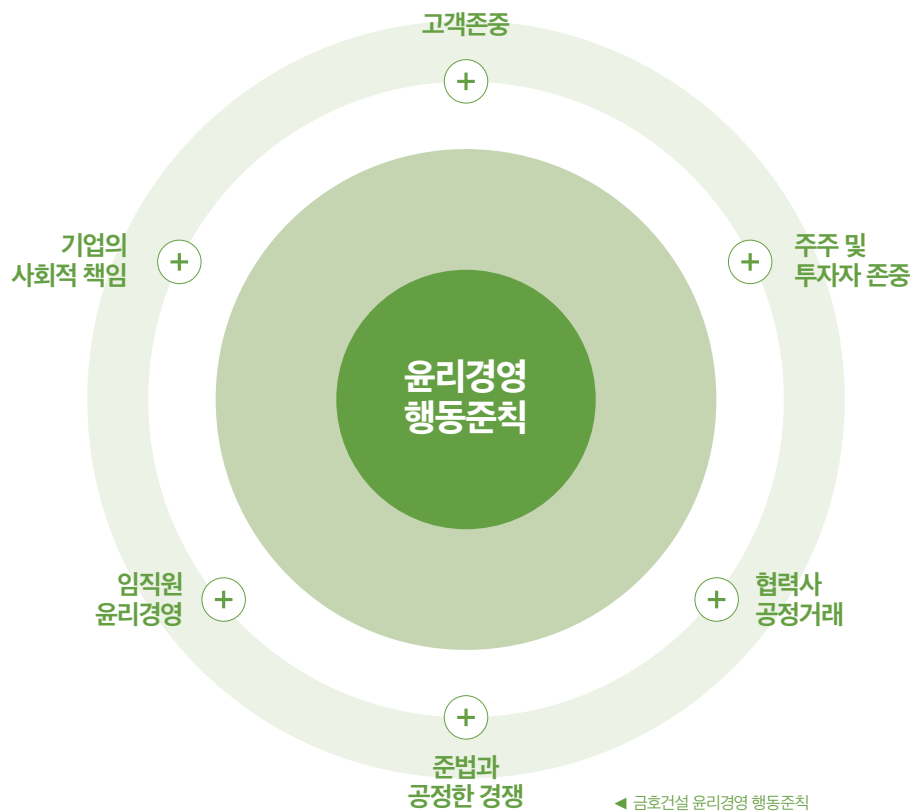 고객존중
기업의
사회적 책임
주주 및
투자자 존중
윤리경영
행동준칙
임직원
윤리경영
협력사
공정거래
준법과
공정한 경쟁
◀ 금호건설 윤리경영 행동준칙